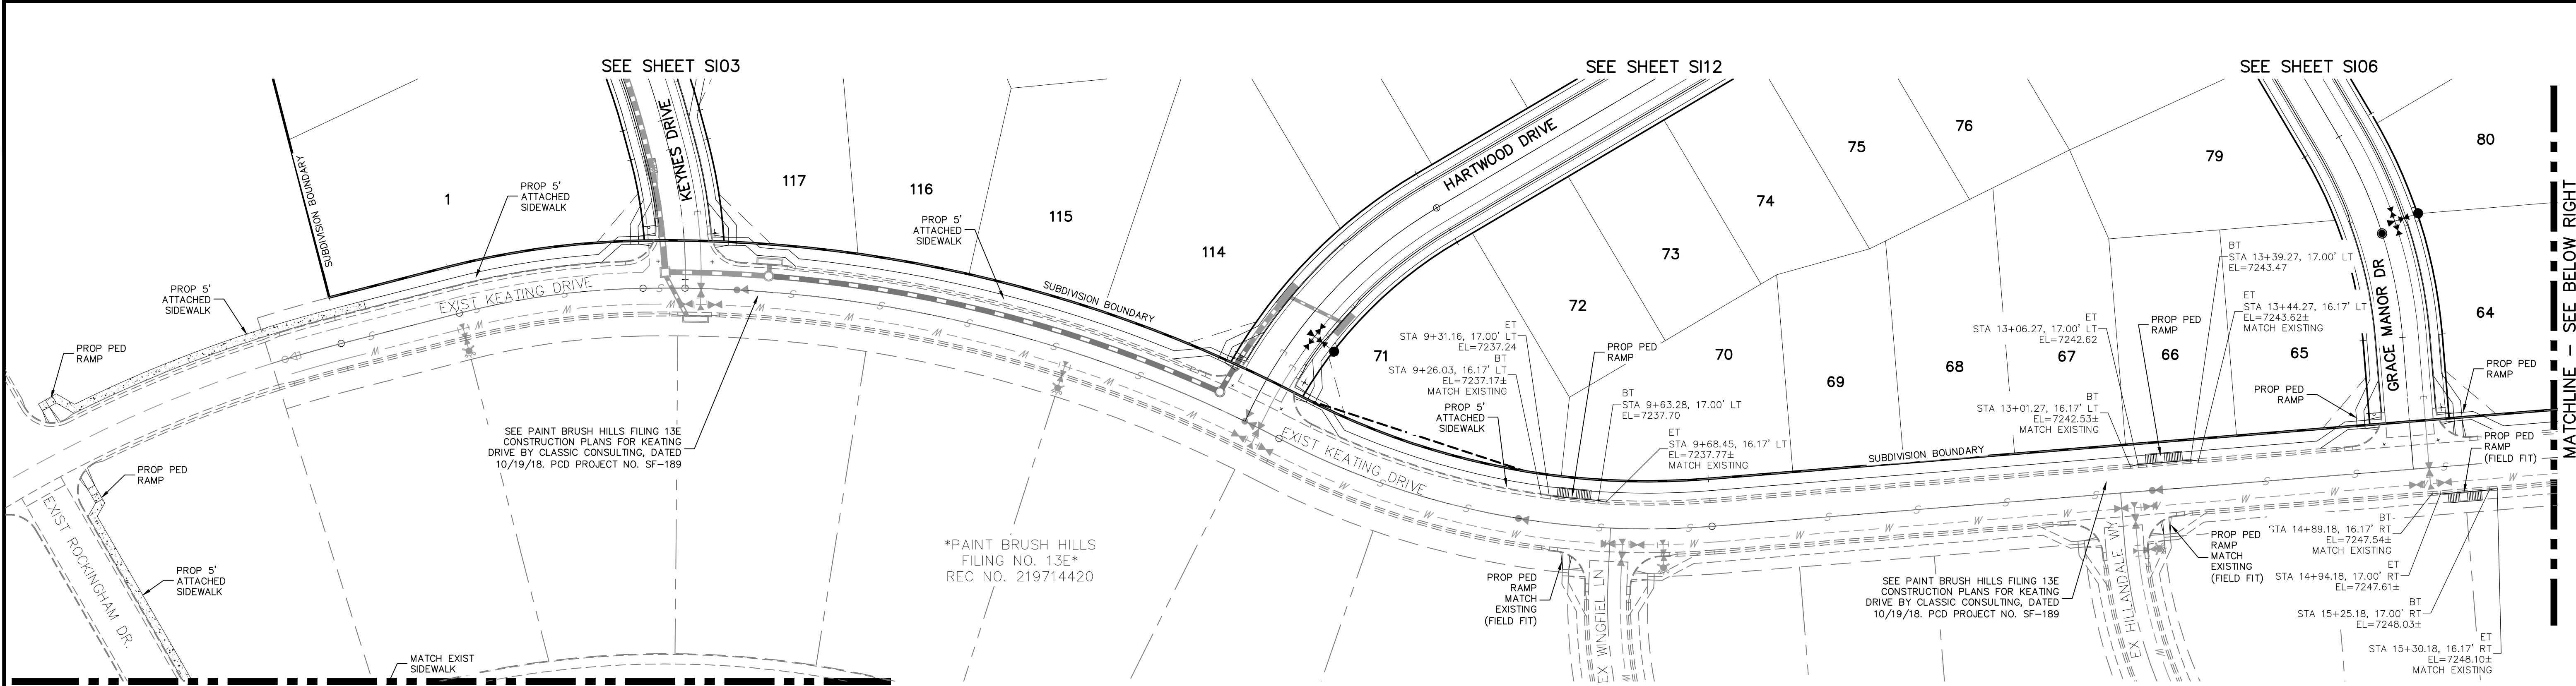 SEE SHEET SI03
SEE SHEET SI12
SEE SHEET SI06
KEYNES DRIVE
HARTWOOD DRIVE
GRACE MANOR DR
SUBDIVISION BOUNDARY
1
117
116
115
114
71
72
73
74
75
76
79
80
70
69
68
67
66
65
64
PROP 5'
ATTACHED
SIDEWALK
PROP 5'
ATTACHED
SIDEWALK
PROP 5'
ATTACHED
SIDEWALK
EXIST KEATING DRIVE
SUBDIVISION BOUNDARY
PROP PED
RAMP
PROP PED
RAMP
EXIST ROCKINGHAM DR.
PROP 5'
ATTACHED
SIDEWALK
MATCH EXIST
SIDEWALK
SEE PAINT BRUSH HILLS FILING 13E
CONSTRUCTION PLANS FOR KEATING
DRIVE BY CLASSIC CONSULTING, DATED
10/19/18. PCD PROJECT NO. SF-189
*PAINT BRUSH HILLS
FILING NO. 13E*
REC NO. 219714420
EXIST KEATING DRIVE
ET
STA 9+31.16, 17.00' LT
EL=7237.24
BT
STA 9+26.03, 16.17' LT
EL=7237.17±
MATCH EXISTING
PROP 5'
ATTACHED
SIDEWALK
PROP PED
RAMP
BT
STA 9+63.28, 17.00' LT
EL=7237.70
ET
STA 9+68.45, 16.17' LT
EL=7237.77±
MATCH EXISTING
SUBDIVISION BOUNDARY
ET
STA 13+06.27, 17.00' LT
EL=7242.62
BT
STA 13+01.27, 16.17' LT
EL=7242.53±
MATCH EXISTING
PROP PED
RAMP
BT
STA 13+39.27, 17.00' LT
EL=7243.47
ET
STA 13+44.27, 16.17' LT
EL=7243.62±
MATCH EXISTING
PROP PED
RAMP
PROP PED
RAMP
PROP PED
RAMP
(FIELD FIT)
PROP PED
RAMP
MATCH
EXISTING
(FIELD FIT)
EX WINGFIEL LN
SEE PAINT BRUSH HILLS FILING 13E
CONSTRUCTION PLANS FOR KEATING
DRIVE BY CLASSIC CONSULTING, DATED
10/19/18. PCD PROJECT NO. SF-189
EX HILLANDALE WY
PROP PED
RAMP
MATCH
EXISTING
(FIELD FIT)
BT
STA 14+89.18, 16.17' RT
EL=7247.54±
MATCH EXISTING
ET
STA 14+94.18, 17.00' RT
EL=7247.61±
BT
STA 15+25.18, 17.00' RT
EL=7248.03±
ET
STA 15+30.18, 16.17' RT
EL=7248.10±
MATCH EXISTING
MATCHLINE - SEE BELOW RIGHT